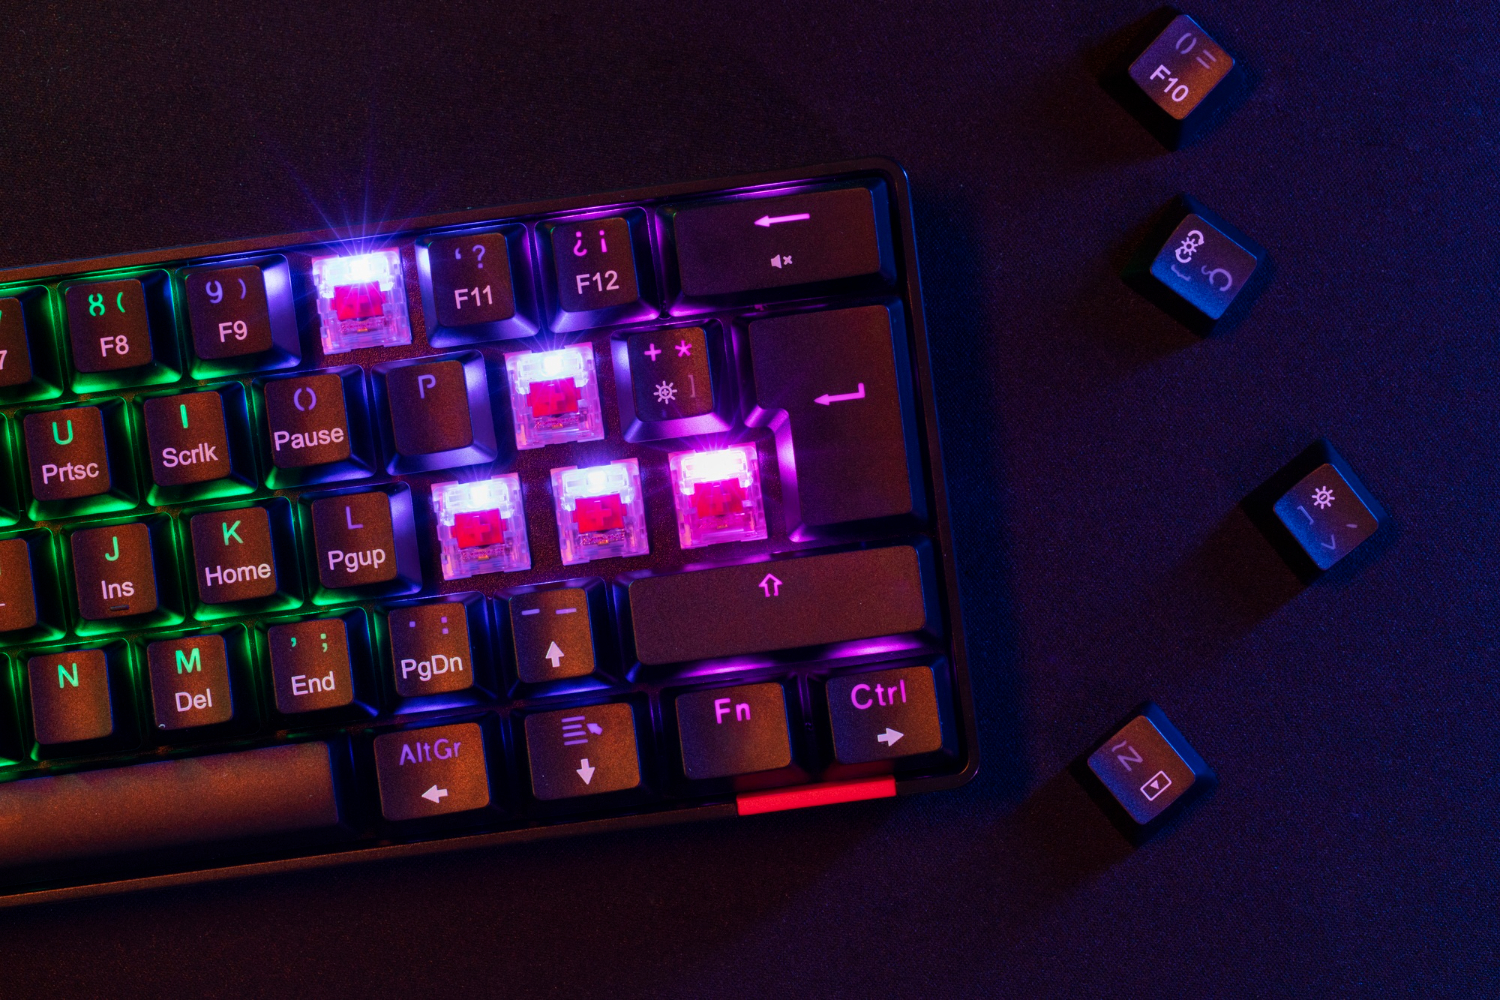 7
8 (
F8
9 )
F9
' ?
F11
¿ ¡
F12
U
Prtsc
I
Scrlk
O
Pause
P
+ *
]
J
Ins
K
Home
L
Pgup
N
M
Del
, ;
End
. :
PgDn
AltGr
Fn
Ctrl
0 =
F10
Ç
Ñ